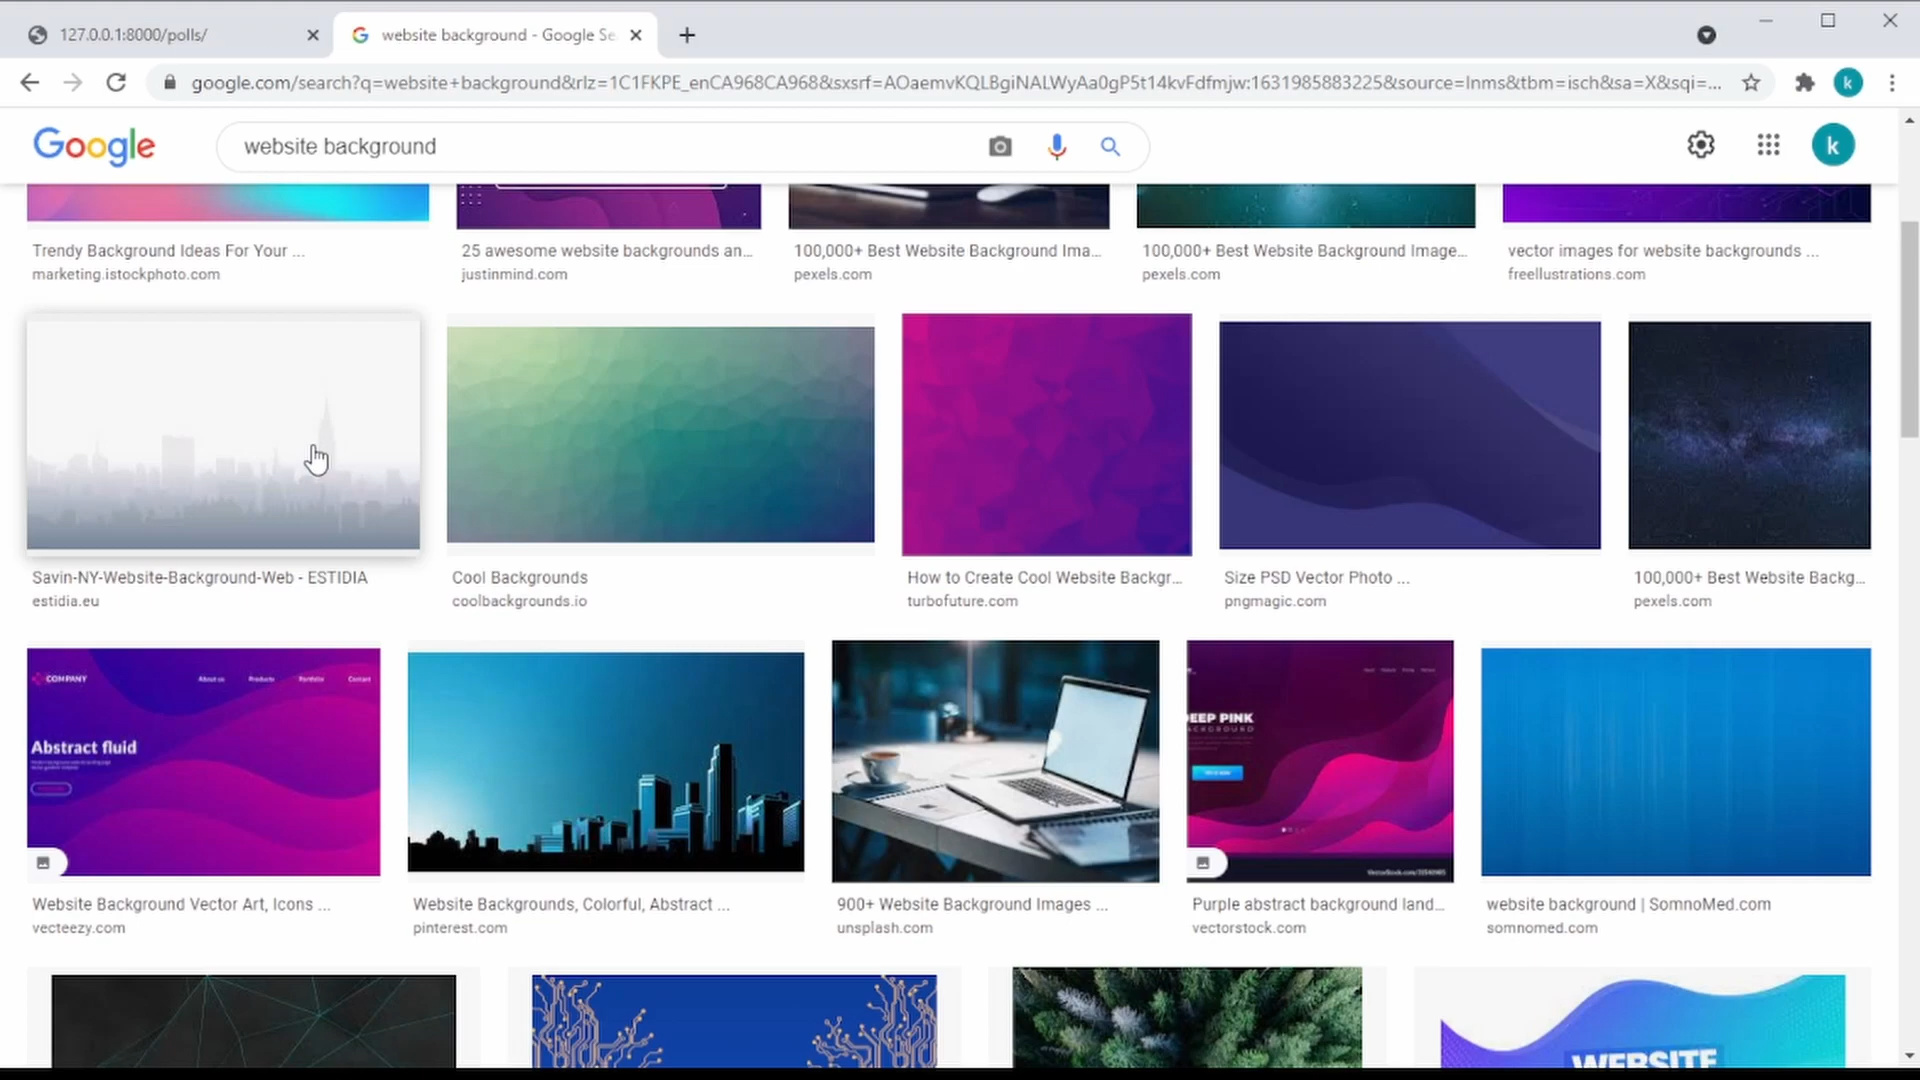 127.0.0.1:8000/polls/
website background - Google Se
google.com/search?q=website+background&rlz=1C1FKPE_enCA968CA968&sxsrf=AOaemvKQLBgiNALWyAa0gP5t14kvFdfmjw:1631985883225&source=lnms&tbm=isch&sa=X&sqi=...
k
Google
website background
k
Trendy Background Ideas For Your ...
marketing.istockphoto.com
25 awesome website backgrounds an...
justinmind.com
100,000+ Best Website Background Ima...
pexels.com
100,000+ Best Website Background Image...
pexels.com
vector images for website backgrounds ...
freellustrations.com
Savin-NY-Website-Background-Web - ESTIDIA
estidia.eu
Cool Backgrounds
coolbackgrounds.io
How to Create Cool Website Backgr...
turbofuture.com
Size PSD Vector Photo ...
pngmagic.com
100,000+ Best Website Backg...
pexels.com
COMPANY
About us Products Portfolio Contact
Abstract fluid
EEP PINK
BACKGROUND
Website Background Vector Art, Icons ...
vecteezy.com
Website Backgrounds, Colorful, Abstract ...
pinterest.com
900+ Website Background Images ...
unsplash.com
Purple abstract background land...
vectorstock.com
website background | SomnoMed.com
somnomed.com
WEBSITE